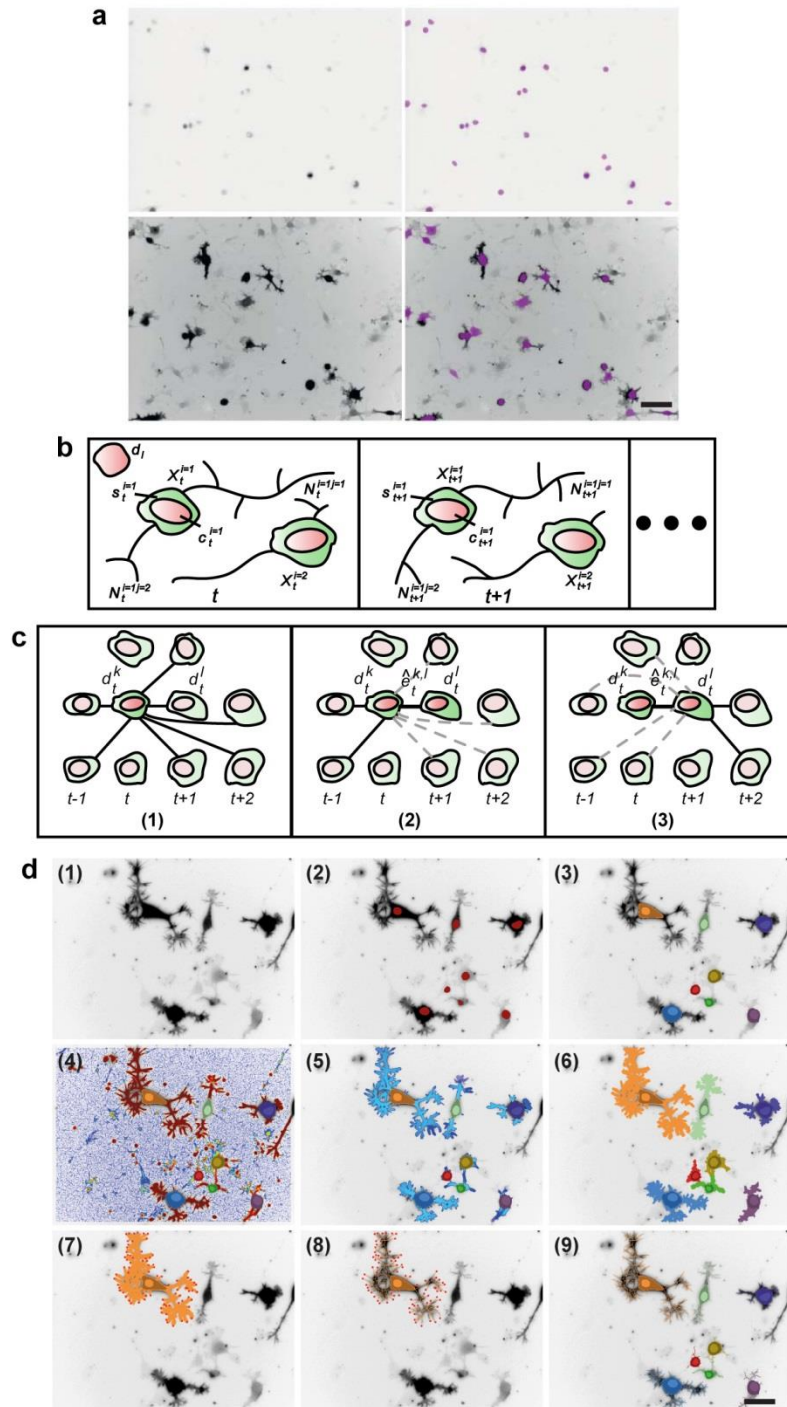 a
b
d_l
X_t^{i=1}
s_t^{i=1}
c_t^{i=1}
N_t^{i=1j=1}
N_t^{i=1j=2}
X_t^{i=2}
t
X_{t+1}^{i=1}
s_{t+1}^{i=1}
c_{t+1}^{i=1}
N_{t+1}^{i=1j=1}
N_{t+1}^{i=1j=2}
X_{t+1}^{i=2}
t+1
c
d_t^k d_t^l
t-1 t t+1 t+2
(1)
d_t^k ê_t^{k,l} d_t^l
t-1 t t+1 t+2
(2)
d_t^k ê_t^{k,l} d_t^l
t-1 t t+1 t+2
(3)
d
(1) (2) (3)
(4) (5) (6)
(7) (8) (9)